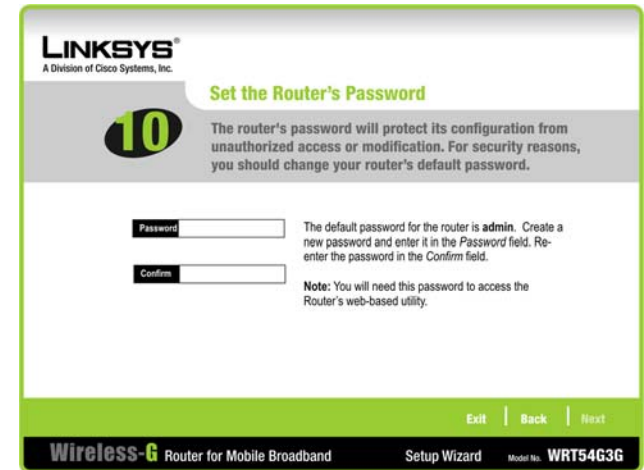 LINKSYS®
A Division of Cisco Systems, Inc.
Set the Router's Password
10
The router's password will protect its configuration from
unauthorized access or modification. For security reasons,
you should change your router's default password.
Password
The default password for the router is admin. Create a
new password and enter it in the Password field. Re-
enter the password in the Confirm field.
Confirm
Note: You will need this password to access the
Router's web-based utility.
Exit | Back | Next
Wireless-G Router for Mobile Broadband Setup Wizard Model No. WRT54G3G